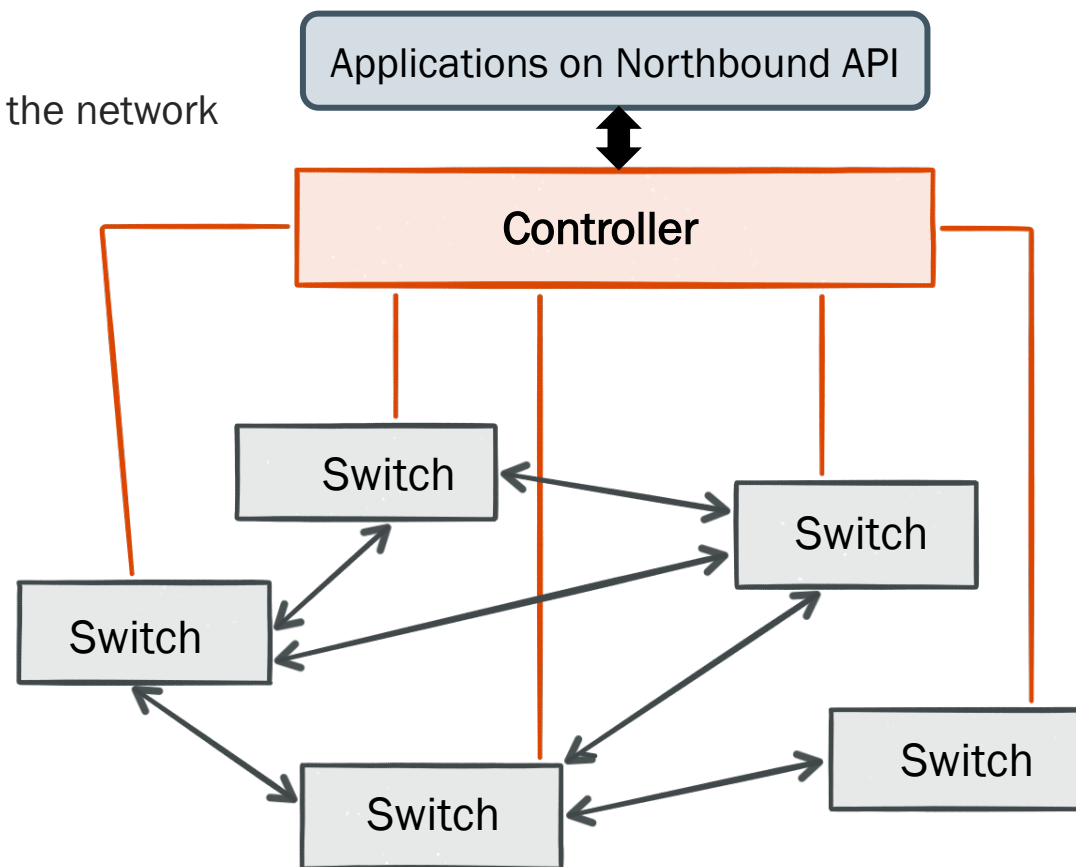 Applications on Northbound API
the network
Controller
Switch
Switch
Switch
Switch
Switch